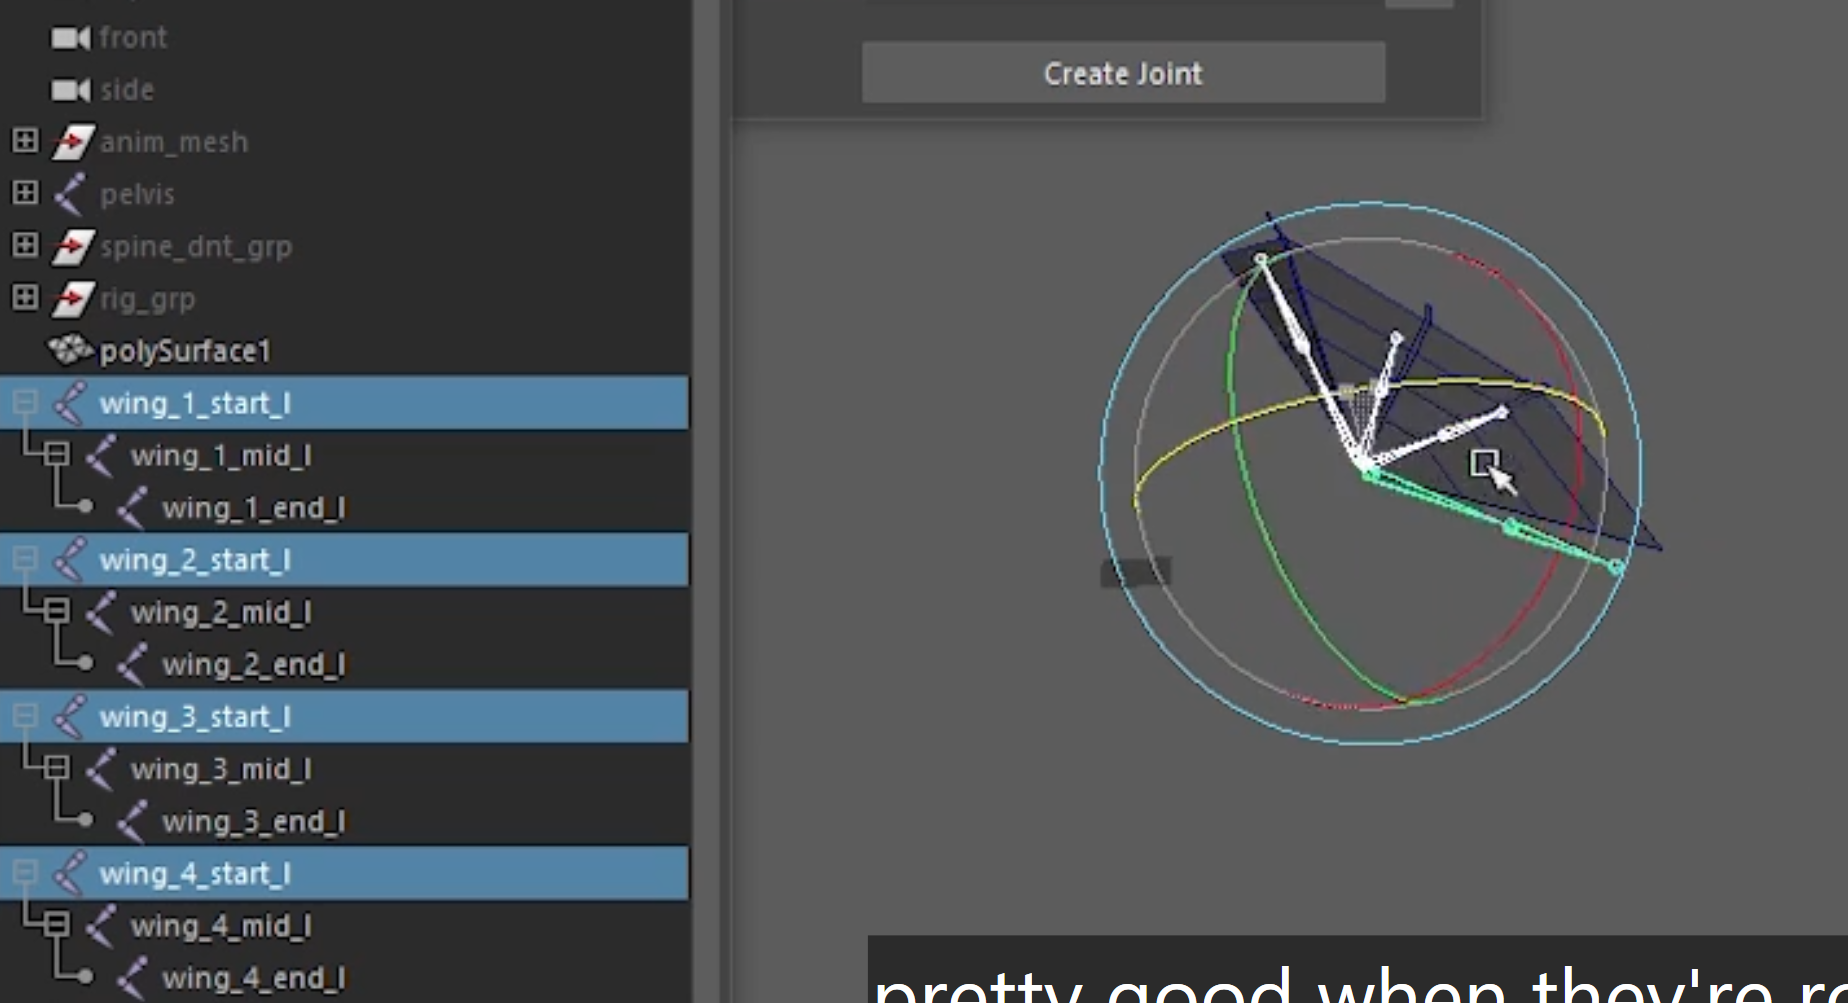 front
side
anim_mesh
pelvis
spine_dnt_grp
rig_grp
polySurface1
wing_1_start_l
wing_1_mid_l
wing_1_end_l
wing_2_start_l
wing_2_mid_l
wing_2_end_l
wing_3_start_l
wing_3_mid_l
wing_3_end_l
wing_4_start_l
wing_4_mid_l
wing_4_end_l
Create Joint
pretty good when they're